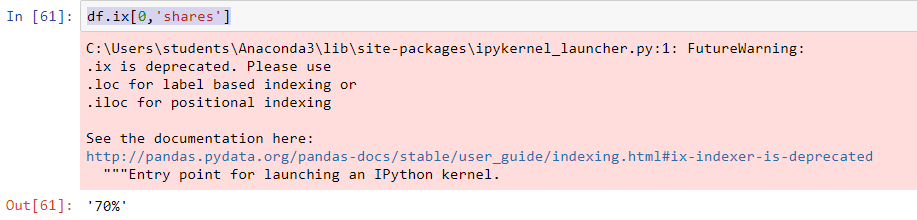 In [61]: df.ix[0,'shares']
C:\Users\students\Anaconda3\lib\site-packages\ipykernel_launcher.py:1: FutureWarning:
.ix is deprecated. Please use
.loc for label based indexing or
.iloc for positional indexing
See the documentation here:
http://pandas.pydata.org/pandas-docs/stable/user_guide/indexing.html#ix-indexer-is-deprecated
"""Entry point for launching an IPython kernel.
Out[61]: '70%'